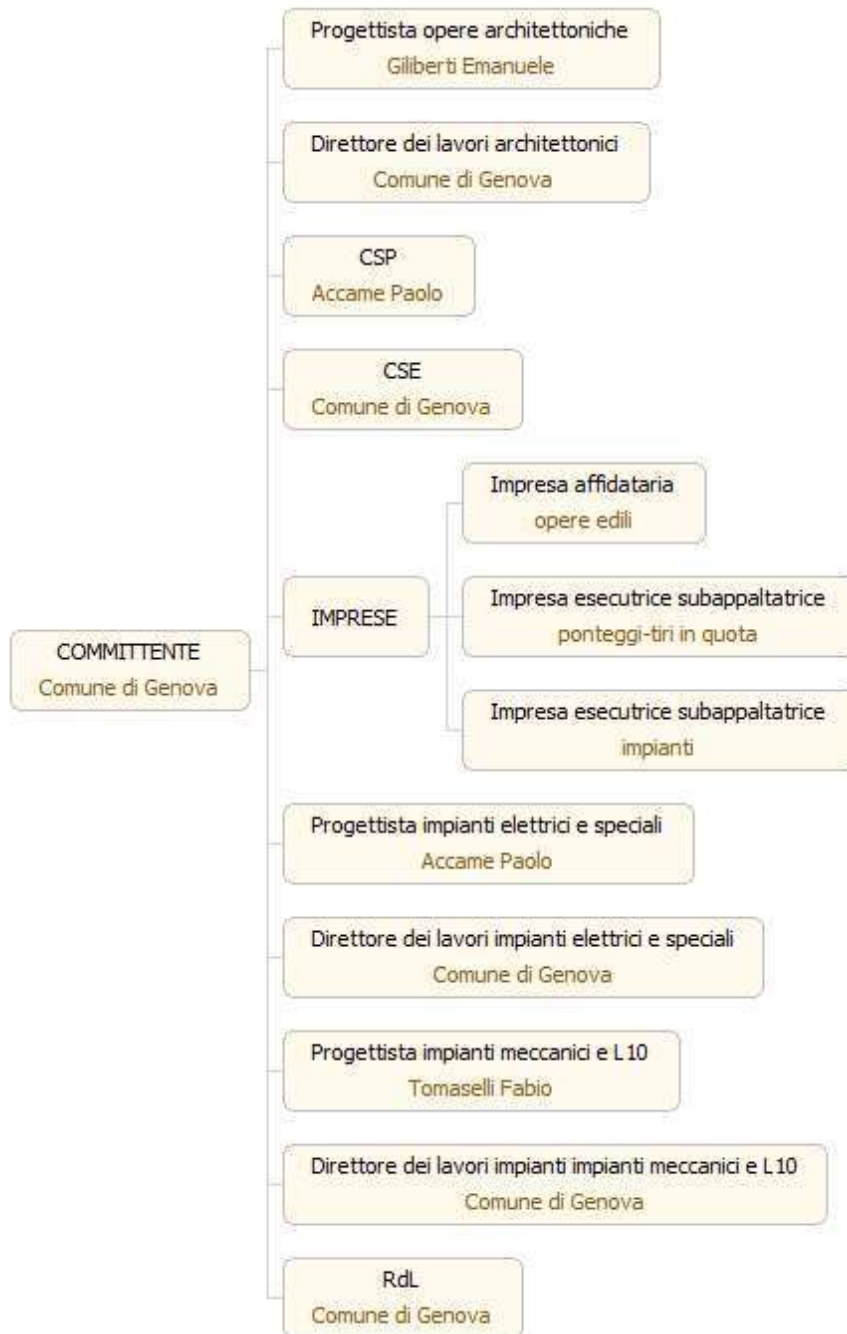 Progettista opere architettoniche
Giliberti Emanuele
Direttore dei lavori architettonici
Comune di Genova
CSP
Accame Paolo
CSE
Comune di Genova
COMMITTENTE
Comune di Genova
IMPRESE
Impresa affidataria
opere edili
Impresa esecutrice subappaltatrice
ponteggi-tiri in quota
Impresa esecutrice subappaltatrice
impianti
Progettista impianti elettrici e speciali
Accame Paolo
Direttore dei lavori impianti elettrici e speciali
Comune di Genova
Progettista impianti meccanici e L10
Tomaselli Fabio
Direttore dei lavori impianti impianti meccanici e L10
Comune di Genova
RdL
Comune di Genova